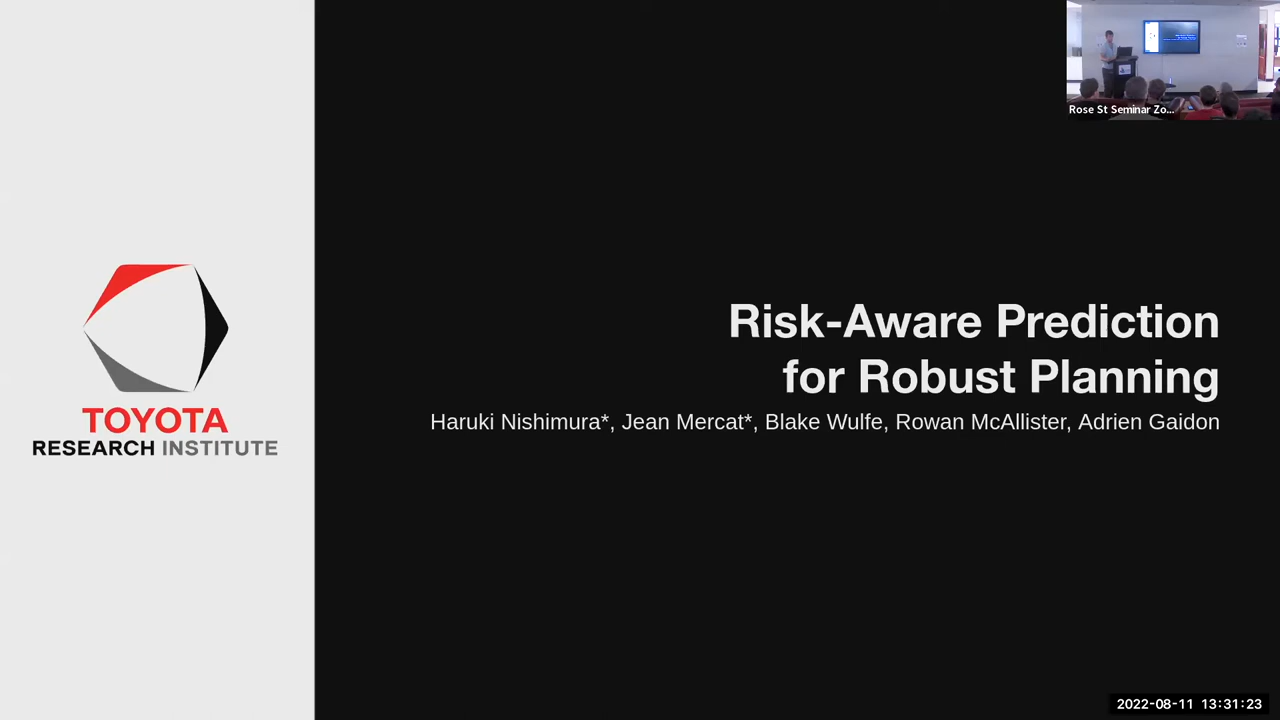 Rose St Seminar Zo...
Risk-Aware Prediction
for Robust Planning
Haruki Nishimura*, Jean Mercat*, Blake Wulfe, Rowan McAllister, Adrien Gaidon
TOYOTA
RESEARCH INSTITUTE
2022-08-11 13:31:23